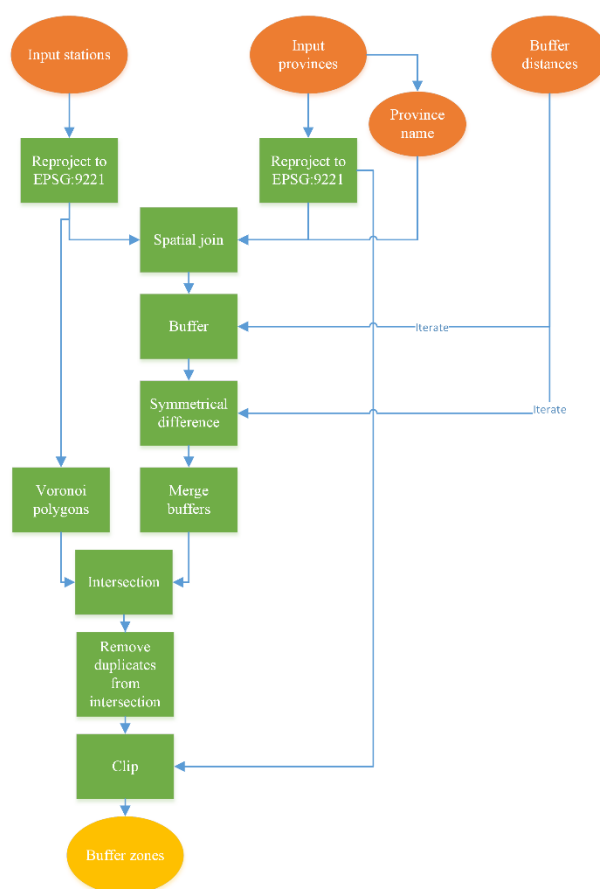 Input stations
Input
provinces
Buffer
distances
Province
name
Reproject to
EPSG:9221
Reproject to
EPSG:9221
Spatial join
Buffer
Iterate
Symmetrical
difference
Iterate
Voronoi
polygons
Merge
buffers
Intersection
Remove
duplicates
from
intersection
Clip
Buffer zones